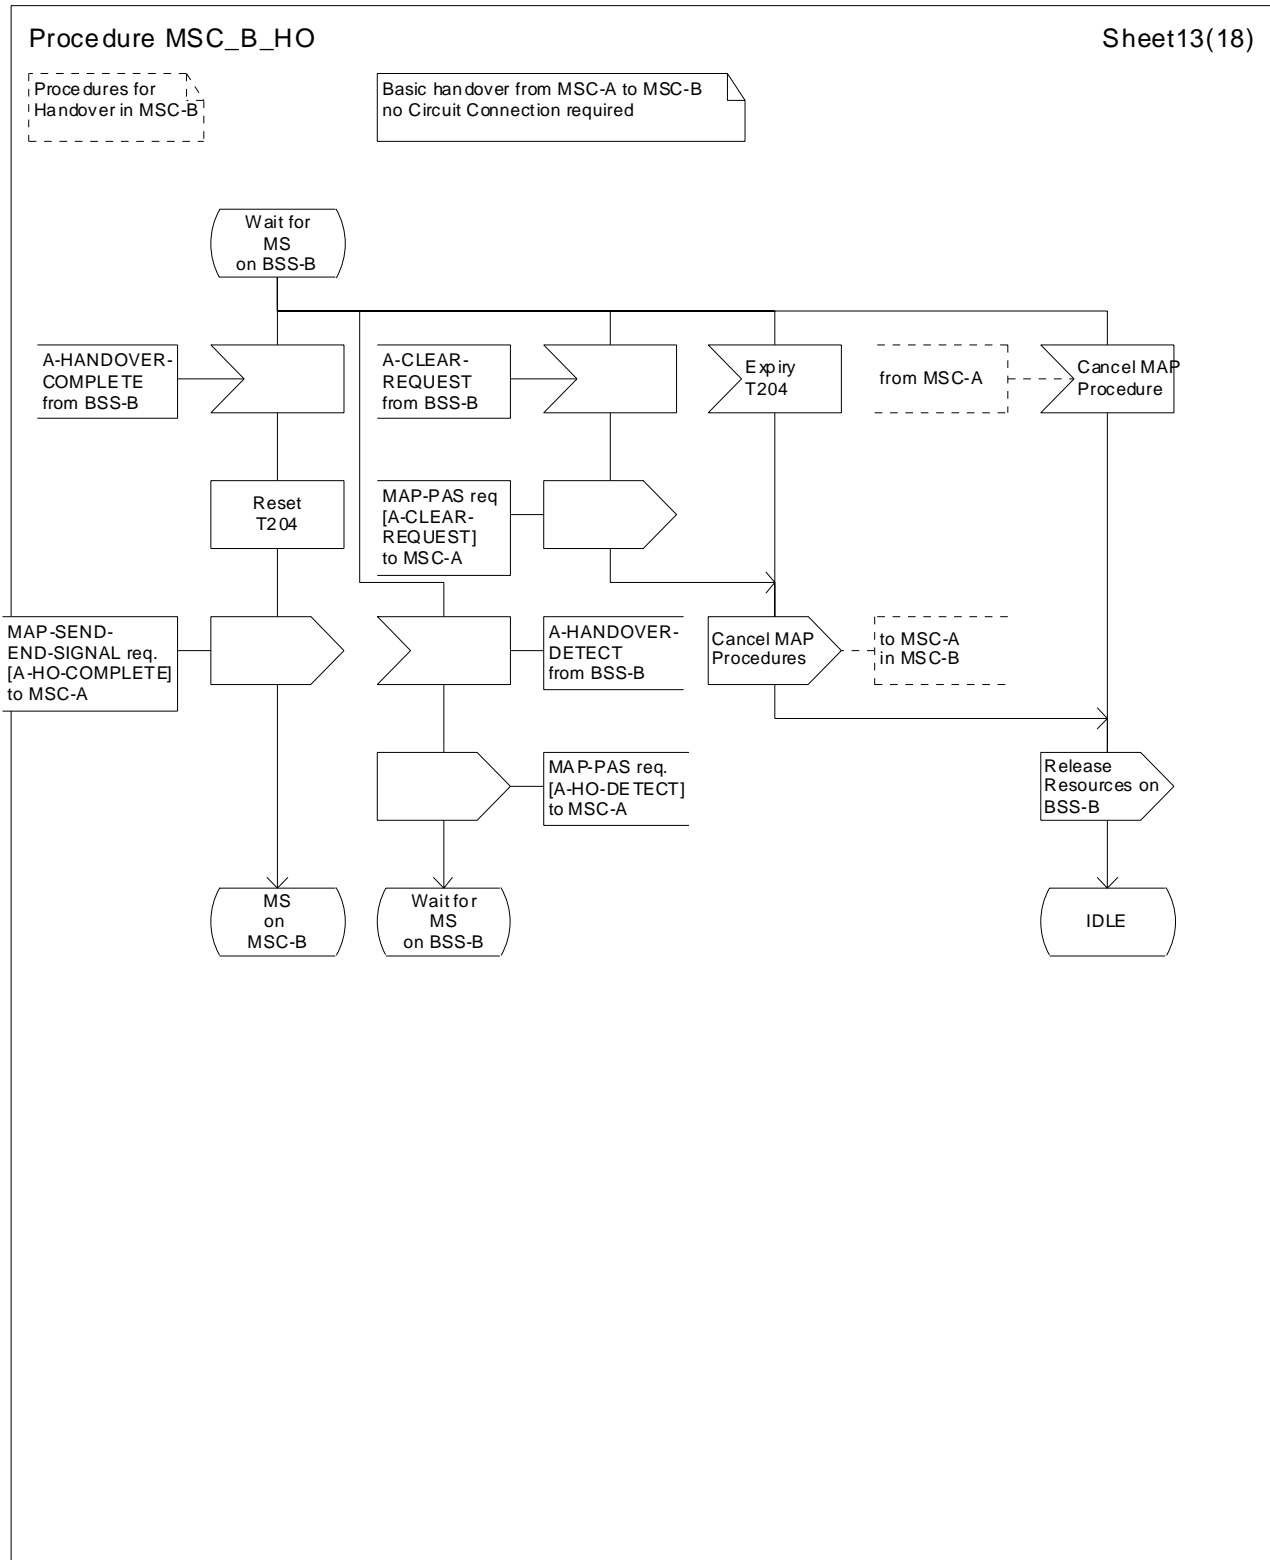 Procedure MSC_B_HO
Sheet13(18)
Procedures for
Handover in MSC-B
Basic handover from MSC-A to MSC-B
no Circuit Connection required
Wait for
MS
on BSS-B
A-HANDOVER-
COMPLETE
from BSS-B
A-CLEAR-
REQUEST
from BSS-B
Expiry
T204
from MSC-A
Cancel MAP
Procedure
Reset
T204
MAP-PAS req
[A-CLEAR-
REQUEST]
to MSC-A
MAP-SEND-
END-SIGNAL req.
[A-HO-COMPLETE]
to MSC-A
A-HANDOVER-
DETECT
from BSS-B
Cancel MAP
Procedures
to MSC-A
in MSC-B
MAP-PAS req.
[A-HO-DETECT]
to MSC-A
Release
Resources on
BSS-B
MS
on
MSC-B
Wait for
MS
on BSS-B
IDLE